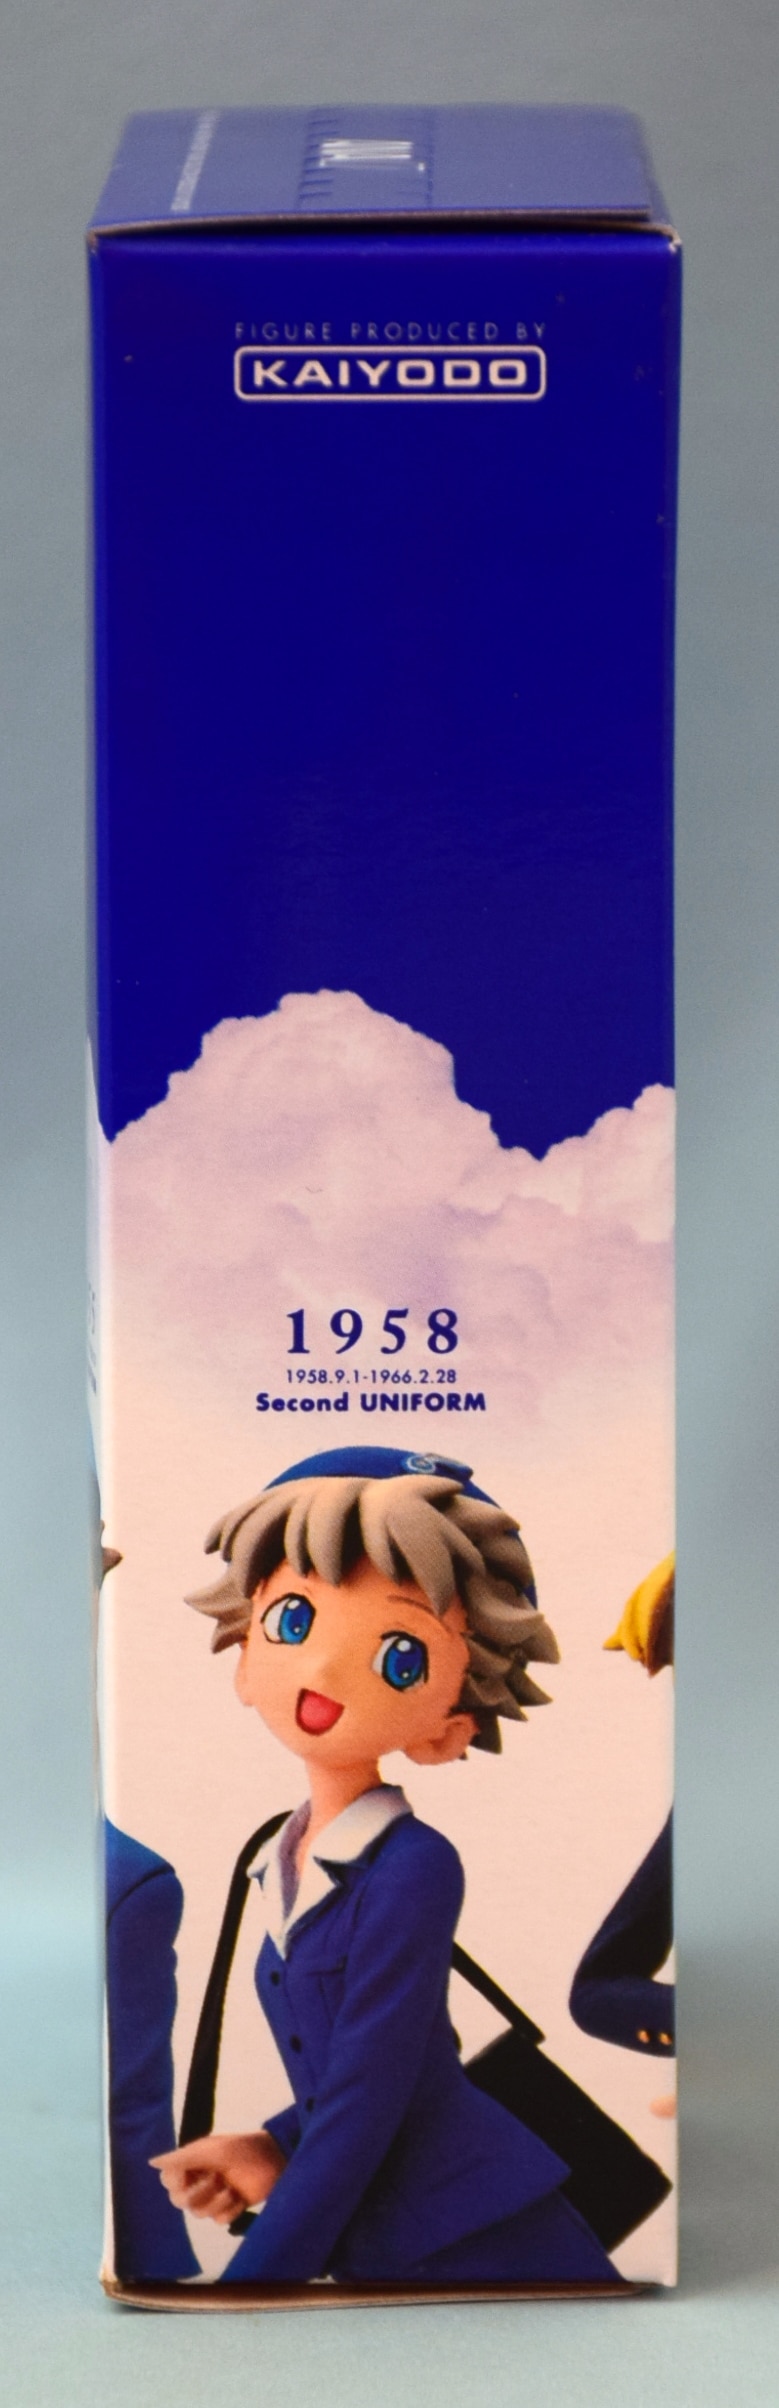 FIGURE PRODUCED BY
KAIYODO
1958
1958.9.1-1966.2.28
Second UNIFORM